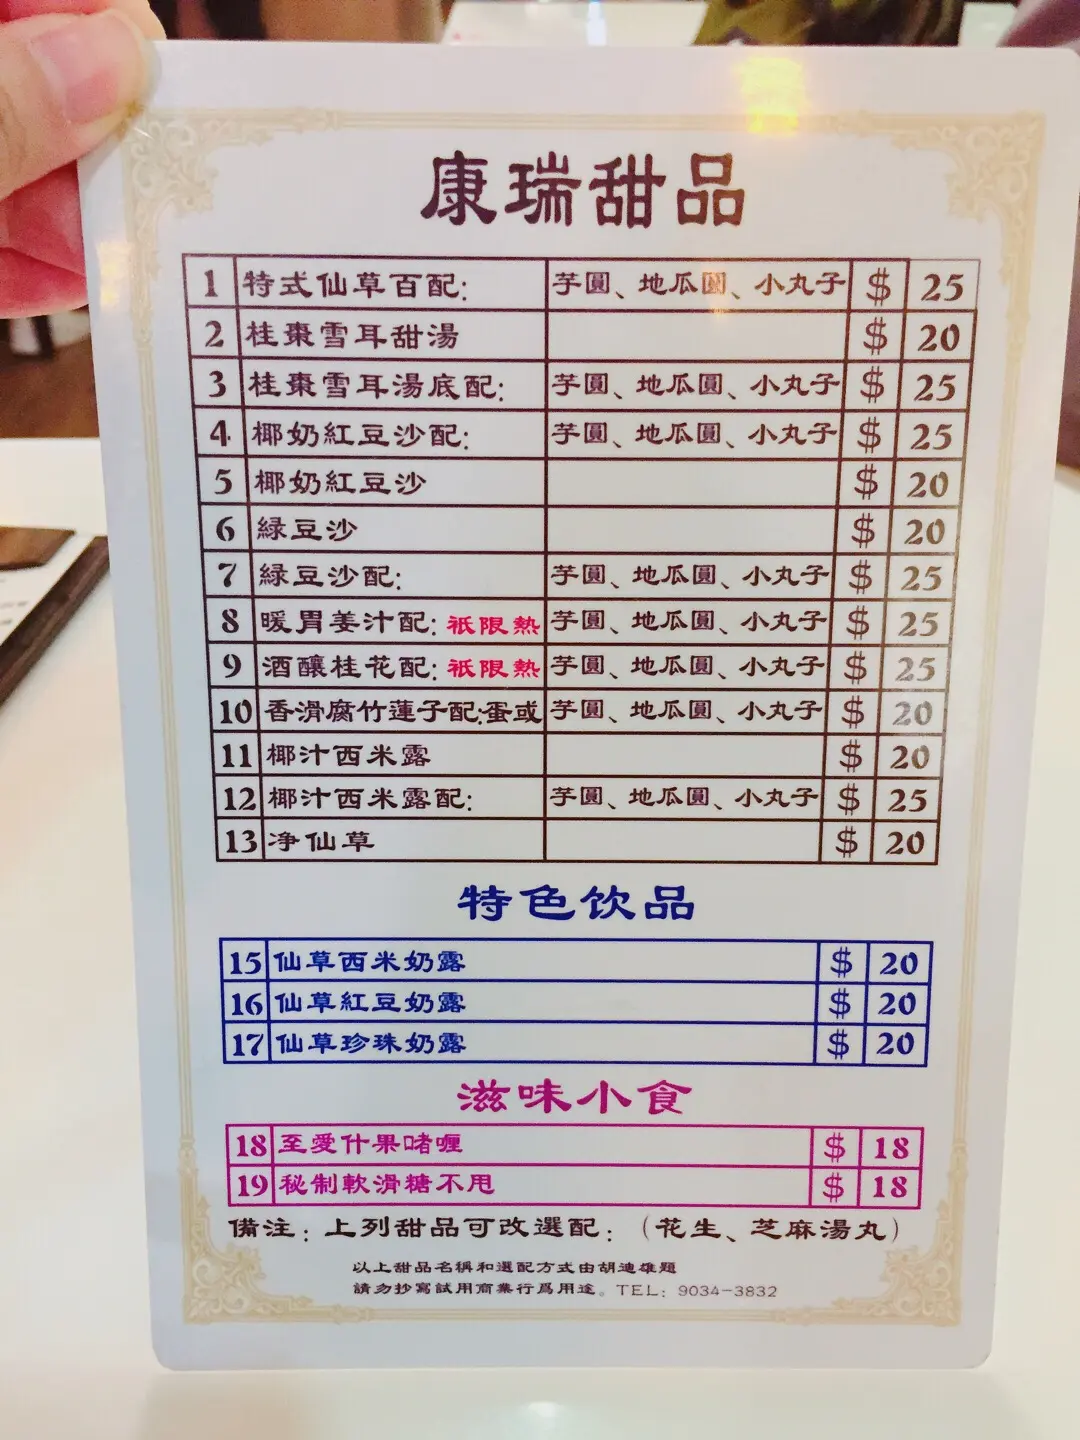 康瑞甜品
1 特式仙草百配: 芋圓、地瓜圓、小丸子 $ 25
2 桂棗雪耳甜湯 $ 20
3 桂棗雪耳湯底配: 芋圓、地瓜圓、小丸子 $ 25
4 椰奶紅豆沙配: 芋圓、地瓜圓、小丸子 $ 25
5 椰奶紅豆沙 $ 20
6 綠豆沙 $ 20
7 綠豆沙配: 芋圓、地瓜圓、小丸子 $ 25
8 暖胃姜汁配: 祇限熱 芋圓、地瓜圓、小丸子 $ 25
9 酒釀桂花配: 祇限熱 芋圓、地瓜圓、小丸子 $ 25
10 香滑腐竹蓮子配:蛋或 芋圓、地瓜圓、小丸子 $ 20
11 椰汁西米露 $ 20
12 椰汁西米露配: 芋圓、地瓜圓、小丸子 $ 25
13 净仙草 $ 20
特色饮品
15 仙草西米奶露 $ 20
16 仙草紅豆奶露 $ 20
17 仙草珍珠奶露 $ 20
滋味小食
18 至愛什果啫喱 $ 18
19 秘制軟滑糖不甩 $ 18
備注：上列甜品可改選配：（花生、芝麻湯丸）
以上甜品名稱和選配方式由胡迪雄題
請勿抄寫試用商業行爲用途。TEL: 9034-3832